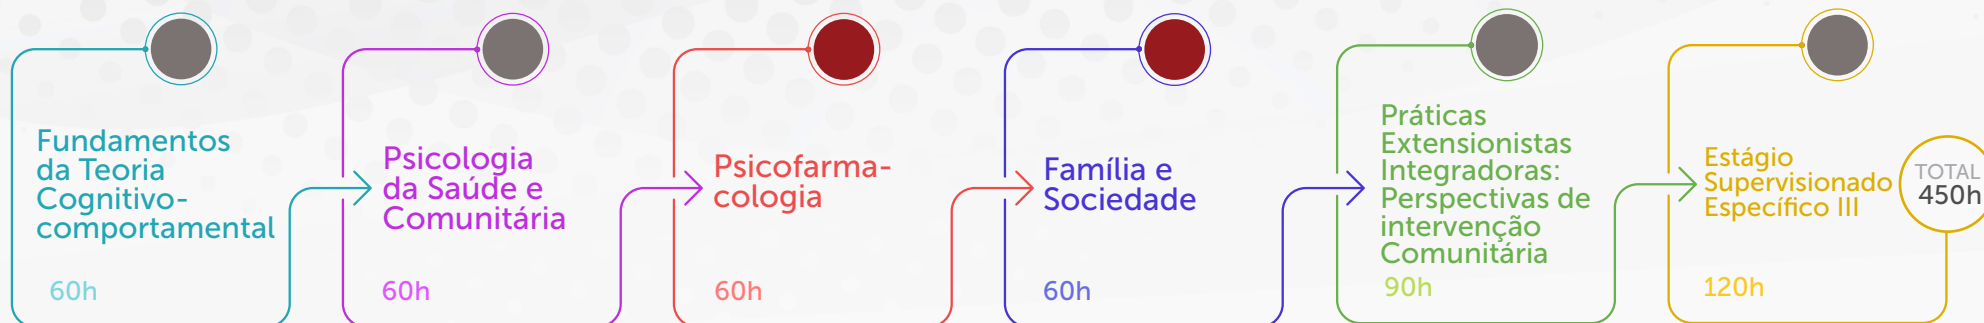 Fundamentos
da Teoria
Cognitivo-
comportamental
60h
Psicologia
da Saúde e
Comunitária
60h
Psicofarma-
cologia
60h
Família e
Sociedade
60h
Práticas
Extensionistas
Integradoras:
Perspectivas de
intervenção
Comunitária
90h
Estágio
Supervisionado
Específico III
120h
TOTAL
450h